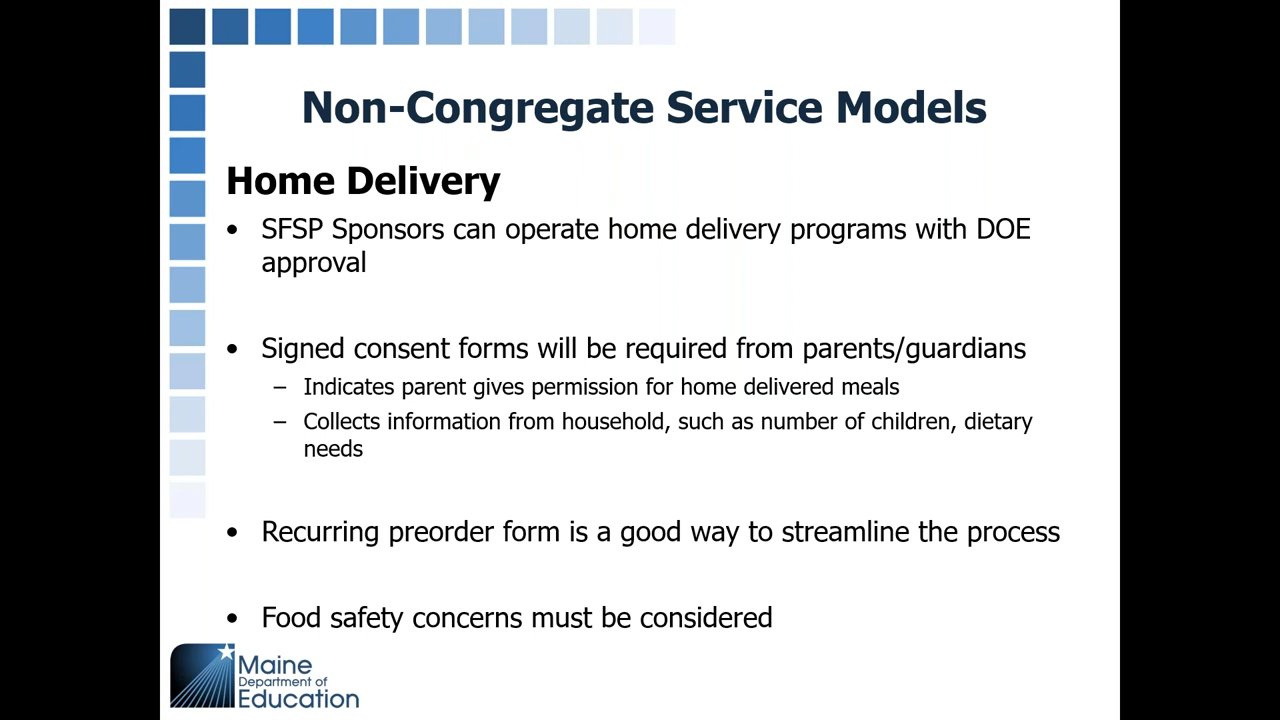 Non-Congregate Service Models
Home Delivery
• SFSP Sponsors can operate home delivery programs with DOE
approval
• Signed consent forms will be required from parents/guardians
– Indicates parent gives permission for home delivered meals
– Collects information from household, such as number of children, dietary
needs
• Recurring preorder form is a good way to streamline the process
• Food safety concerns must be considered
Maine
Department of
Education